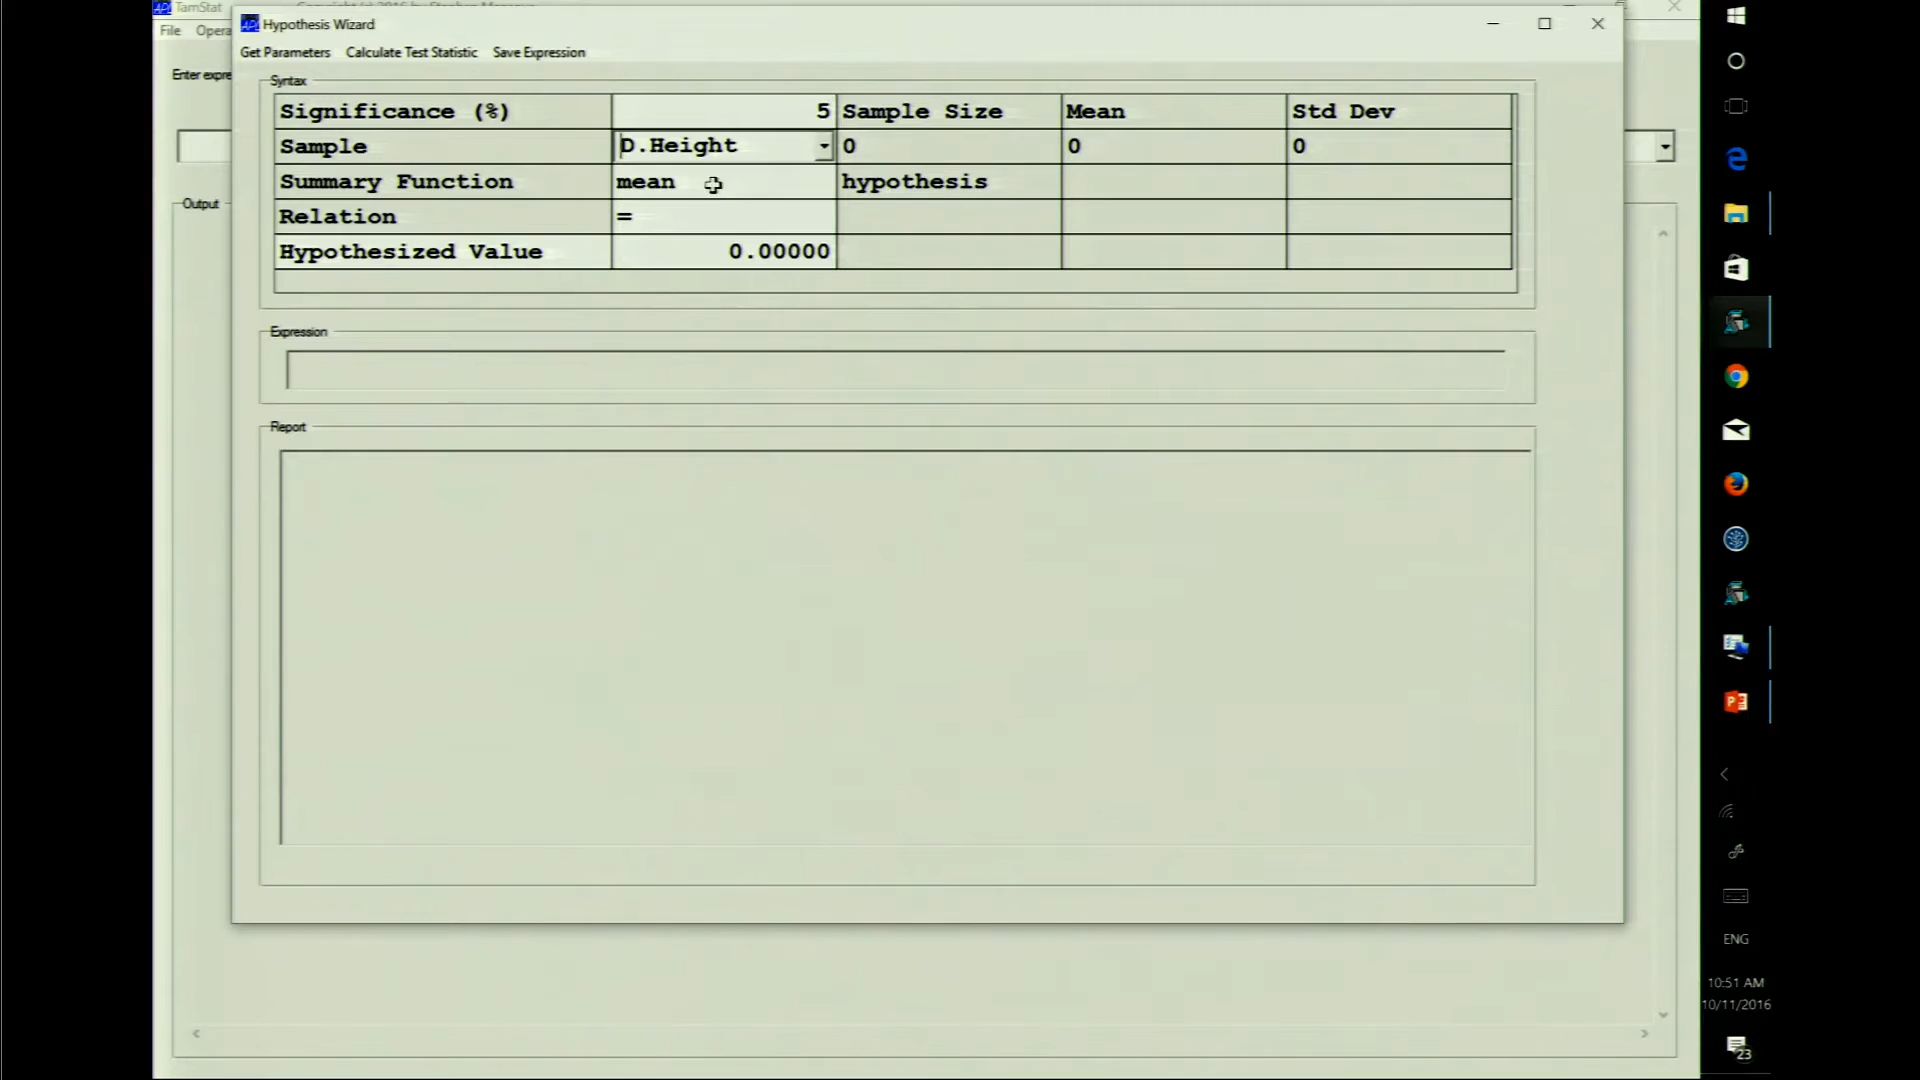 TamStat
Hypothesis Wizard
File Opera
Get Parameters Calculate Test Statistic Save Expression
Enter expre
Syntax
Significance (%) 5 Sample Size Mean Std Dev
Sample D.Height 0 0 0
Summary Function mean hypothesis
Relation =
Hypothesized Value 0.00000
Output
Expression
Report
ENG
10:51 AM
10/11/2016
23